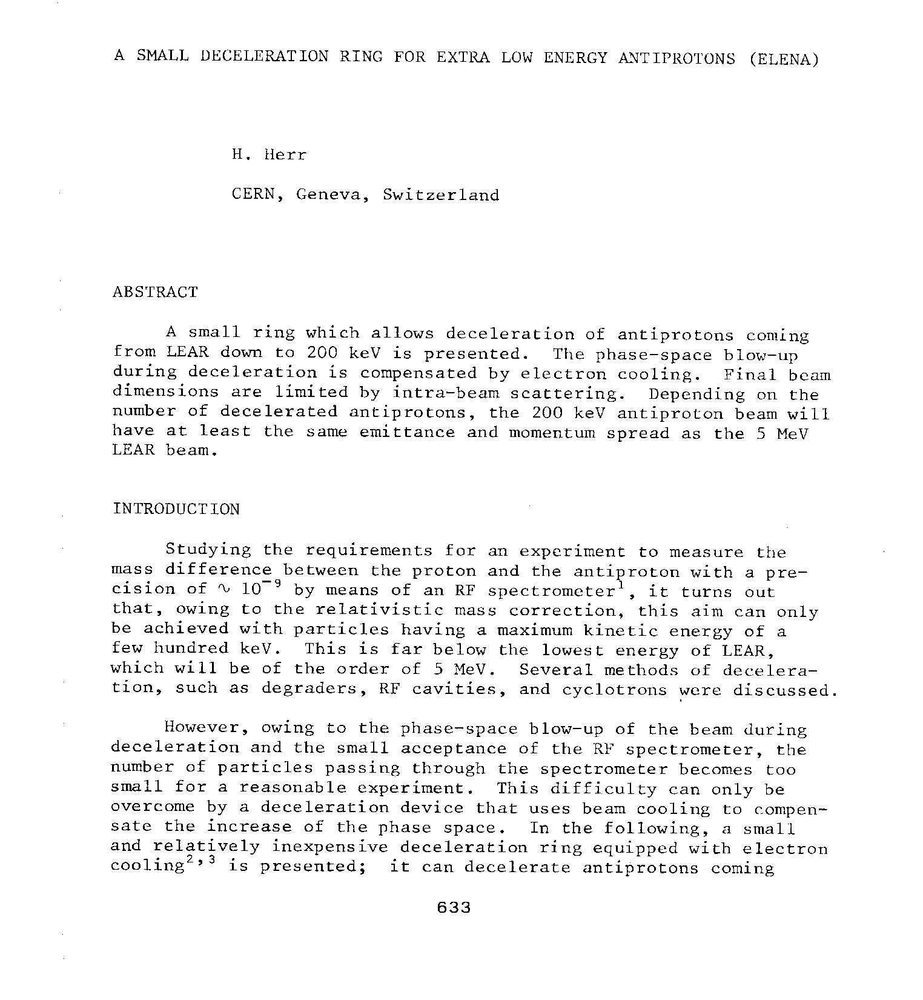 A SMALL DECELERATION RING FOR EXTRA LOW ENERGY ANTIPROTONS (ELENA)
H. Herr
CERN, Geneva, Switzerland
ABSTRACT
A small ring which allows deceleration of antiprotons coming
from LEAR down to 200 keV is presented. The phase-space blow-up
during deceleration is compensated by electron cooling. Final beam
dimensions are limited by intra-beam scattering. Depending on the
number of decelerated antiprotons, the 200 keV antiproton beam will
have at least the same emittance and momentum spread as the 5 MeV
LEAR beam.
INTRODUCTION
Studying the requirements for an experiment to measure the
mass difference between the proton and the antiproton with a pre-
cision of ∿ 10⁻⁹ by means of an RF spectrometer¹, it turns out
that, owing to the relativistic mass correction, this aim can only
be achieved with particles having a maximum kinetic energy of a
few hundred keV. This is far below the lowest energy of LEAR,
which will be of the order of 5 MeV. Several methods of decelera-
tion, such as degraders, RF cavities, and cyclotrons were discussed.
However, owing to the phase-space blow-up of the beam during
deceleration and the small acceptance of the RF spectrometer, the
number of particles passing through the spectrometer becomes too
small for a reasonable experiment. This difficulty can only be
overcome by a deceleration device that uses beam cooling to compen-
sate the increase of the phase space. In the following, a small
and relatively inexpensive deceleration ring equipped with electron
cooling²,³ is presented; it can decelerate antiprotons coming
633